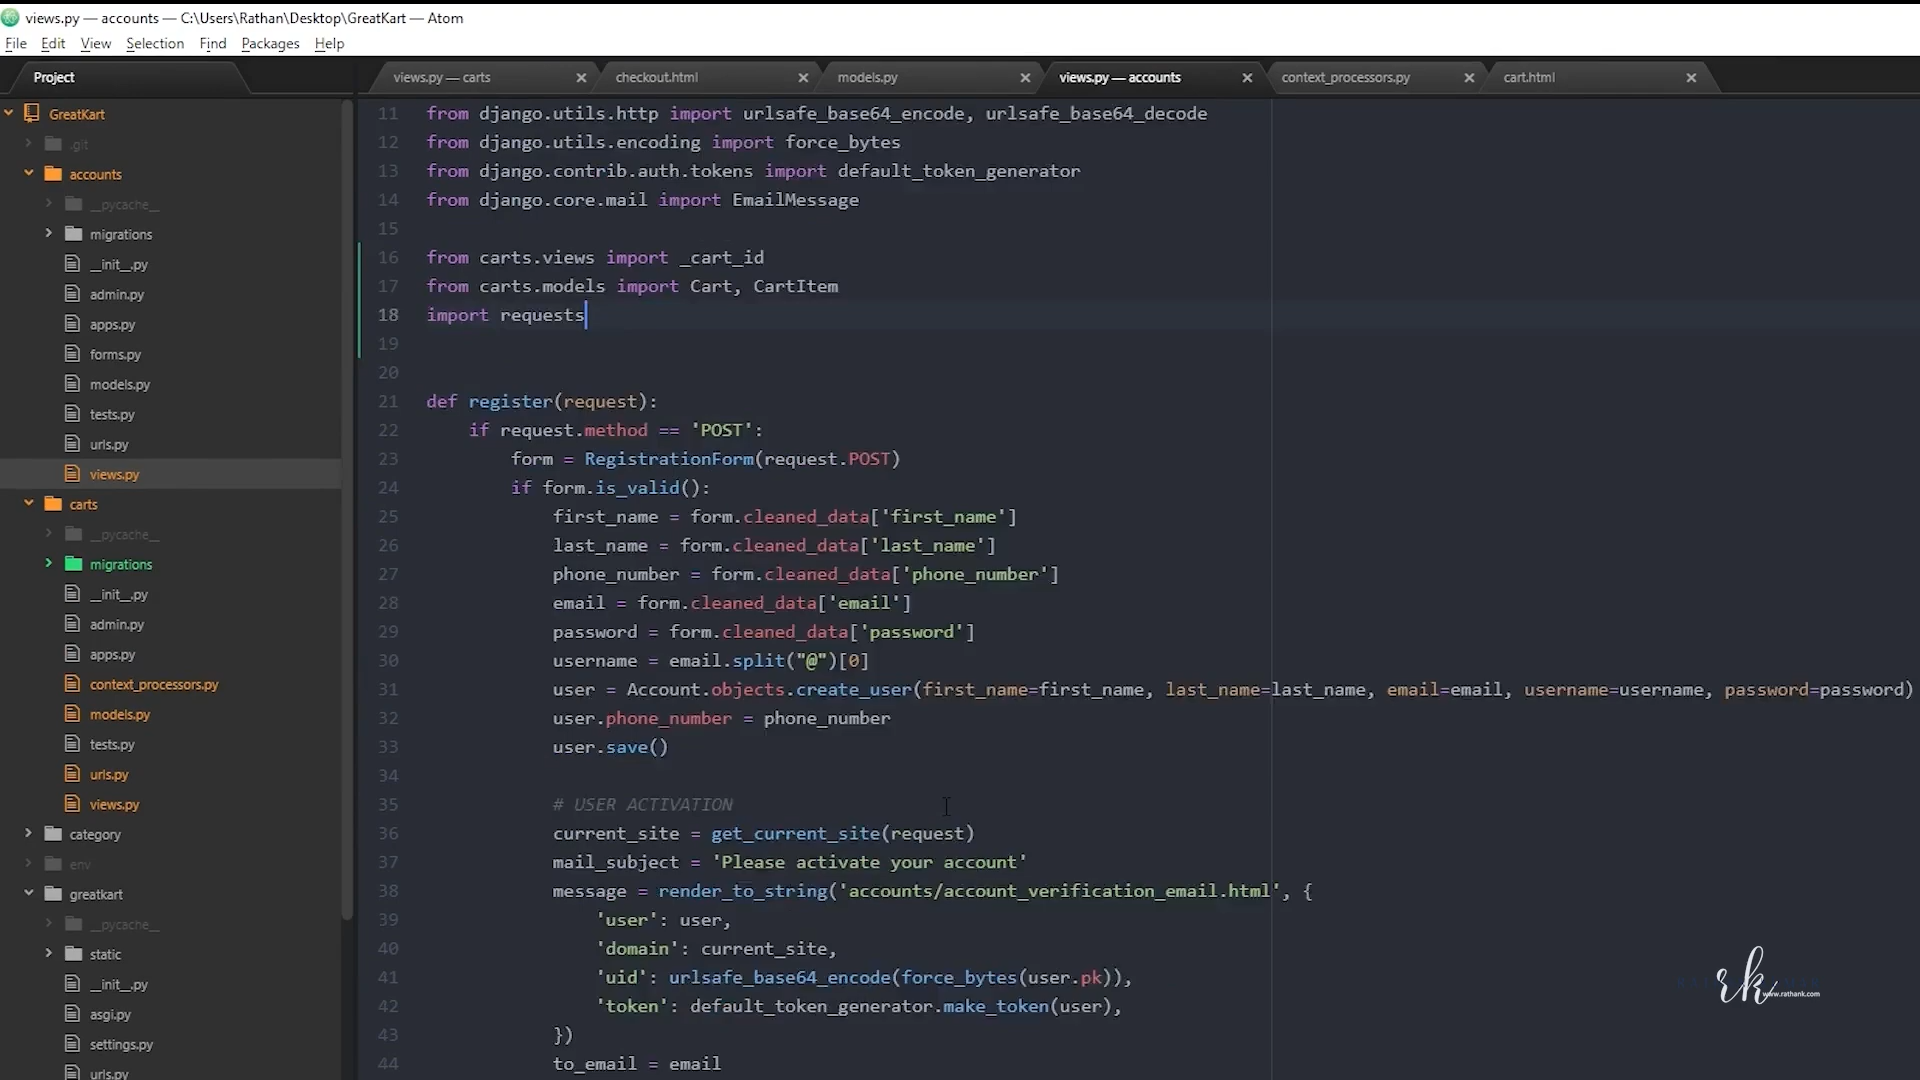 views.py — accounts — C:\Users\Rathan\Desktop\GreatKart — Atom
File Edit View Selection Find Packages Help
Project
views.py — carts
checkout.html
models.py
views.py — accounts
context_processors.py
cart.html
GreatKart
.git
accounts
__pycache__
migrations
__init__.py
admin.py
apps.py
forms.py
models.py
tests.py
urls.py
views.py
carts
__pycache__
migrations
__init__.py
admin.py
apps.py
context_processors.py
models.py
tests.py
urls.py
views.py
category
env
greatkart
__pycache__
static
__init__.py
asgi.py
settings.py
urls.py
11 from django.utils.http import urlsafe_base64_encode, urlsafe_base64_decode
12 from django.utils.encoding import force_bytes
13 from django.contrib.auth.tokens import default_token_generator
14 from django.core.mail import EmailMessage
15
16 from carts.views import _cart_id
17 from carts.models import Cart, CartItem
18 import requests
19
20
21 def register(request):
22 if request.method == 'POST':
23 form = RegistrationForm(request.POST)
24 if form.is_valid():
25 first_name = form.cleaned_data['first_name']
26 last_name = form.cleaned_data['last_name']
27 phone_number = form.cleaned_data['phone_number']
28 email = form.cleaned_data['email']
29 password = form.cleaned_data['password']
30 username = email.split("@")[0]
31 user = Account.objects.create_user(first_name=first_name, last_name=last_name, email=email, username=username, password=password)
32 user.phone_number = phone_number
33 user.save()
34
35 # USER ACTIVATION
36 current_site = get_current_site(request)
37 mail_subject = 'Please activate your account'
38 message = render_to_string('accounts/account_verification_email.html', {
39 'user': user,
40 'domain': current_site,
41 'uid': urlsafe_base64_encode(force_bytes(user.pk)),
42 'token': default_token_generator.make_token(user),
43 })
44 to_email = email
rk
www.rathank.com